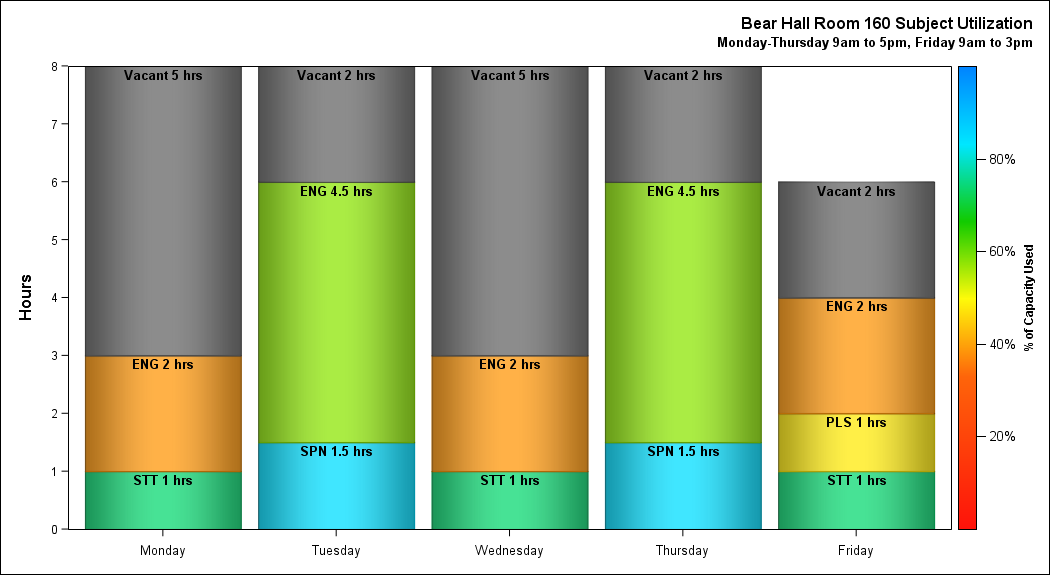 Bear Hall Room 160 Subject Utilization
Monday-Thursday 9am to 5pm, Friday 9am to 3pm
Hours
8
7
6
5
4
3
2
1
0
Vacant 5 hrs
ENG 2 hrs
STT 1 hrs
Vacant 2 hrs
ENG 4.5 hrs
SPN 1.5 hrs
Vacant 5 hrs
ENG 2 hrs
STT 1 hrs
Vacant 2 hrs
ENG 4.5 hrs
SPN 1.5 hrs
Vacant 2 hrs
ENG 2 hrs
PLS 1 hrs
STT 1 hrs
Monday
Tuesday
Wednesday
Thursday
Friday
80%
60%
40%
20%
% of Capacity Used